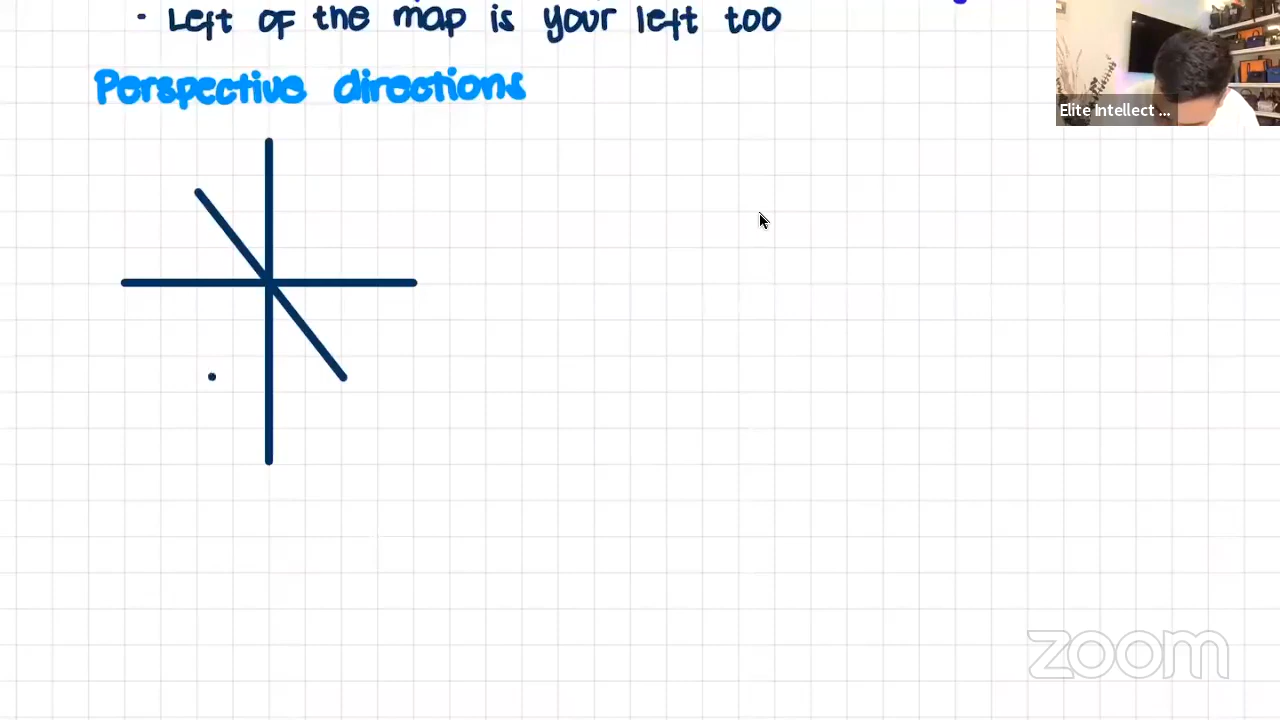 · Left of the map is your left too
Perspective directions
Elite Intellect ...
zoom